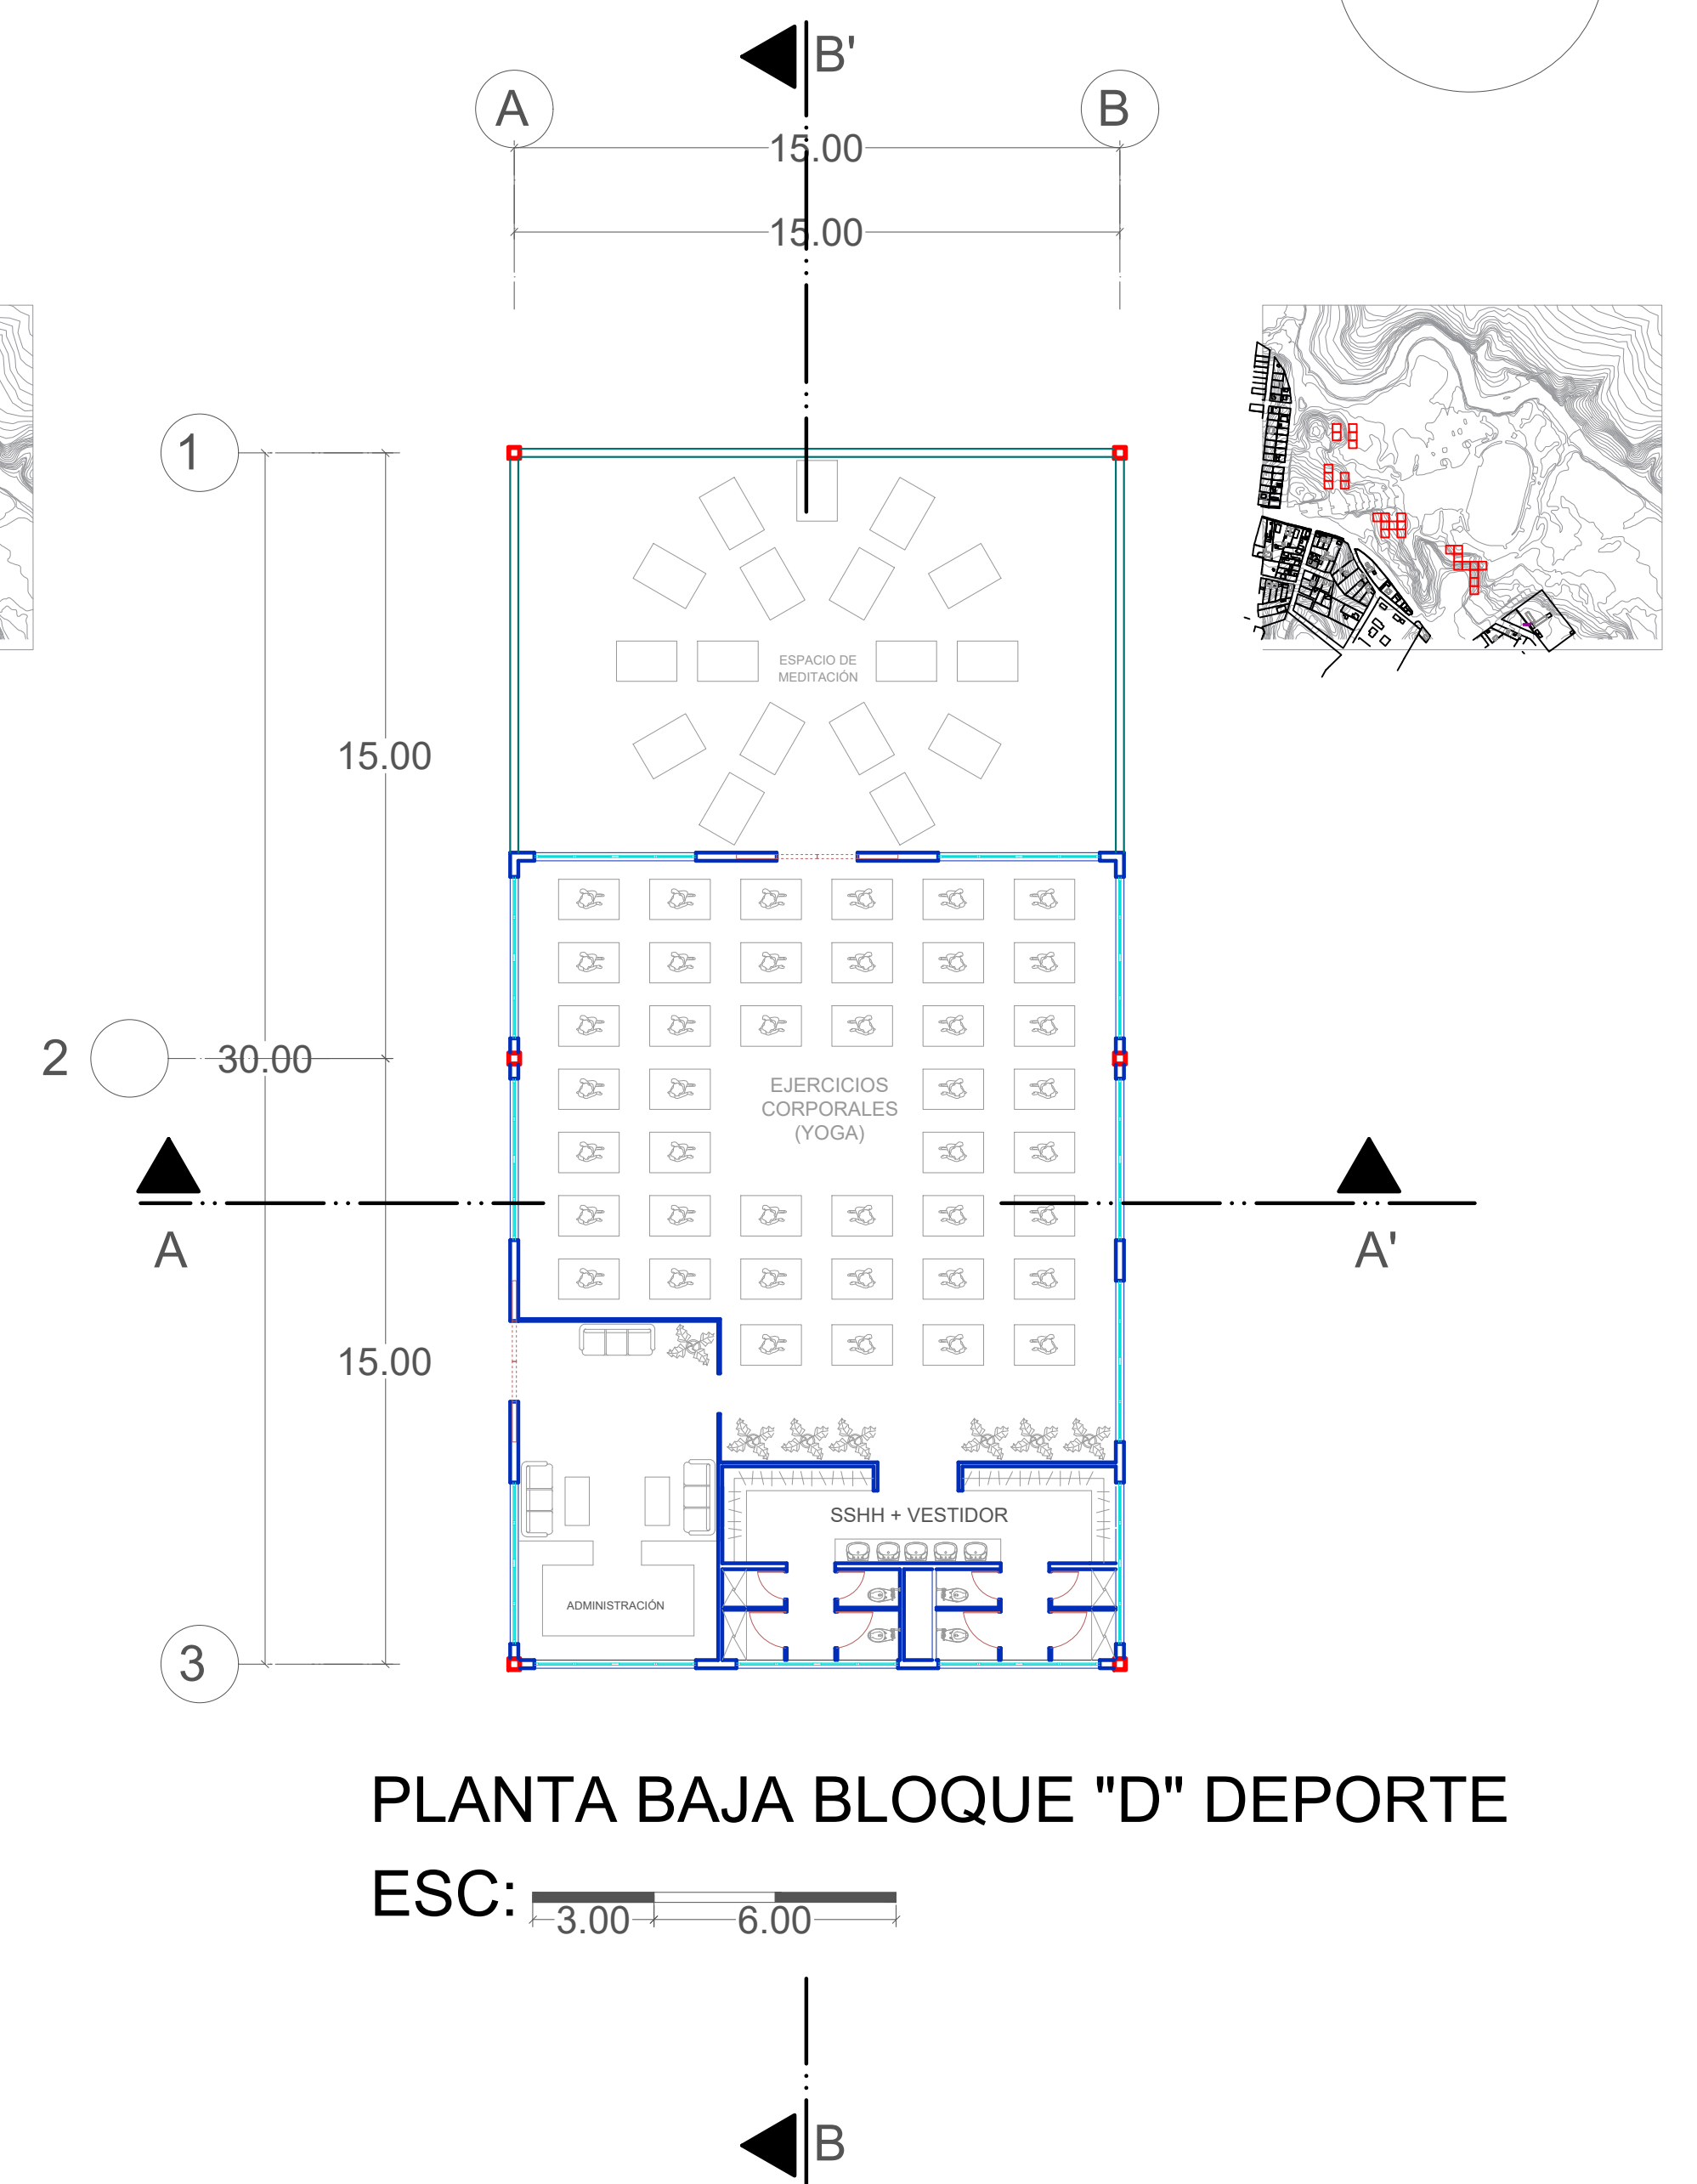 B'
A
B
15.00
15.00
1
ESPACIO DE
MEDITACIÓN
15.00
2
30.00
EJERCICIOS
CORPORALES
(YOGA)
A
A'
15.00
SSHH + VESTIDOR
ADMINISTRACIÓN
3
PLANTA BAJA BLOQUE "D" DEPORTE
ESC:
3.00
6.00
B